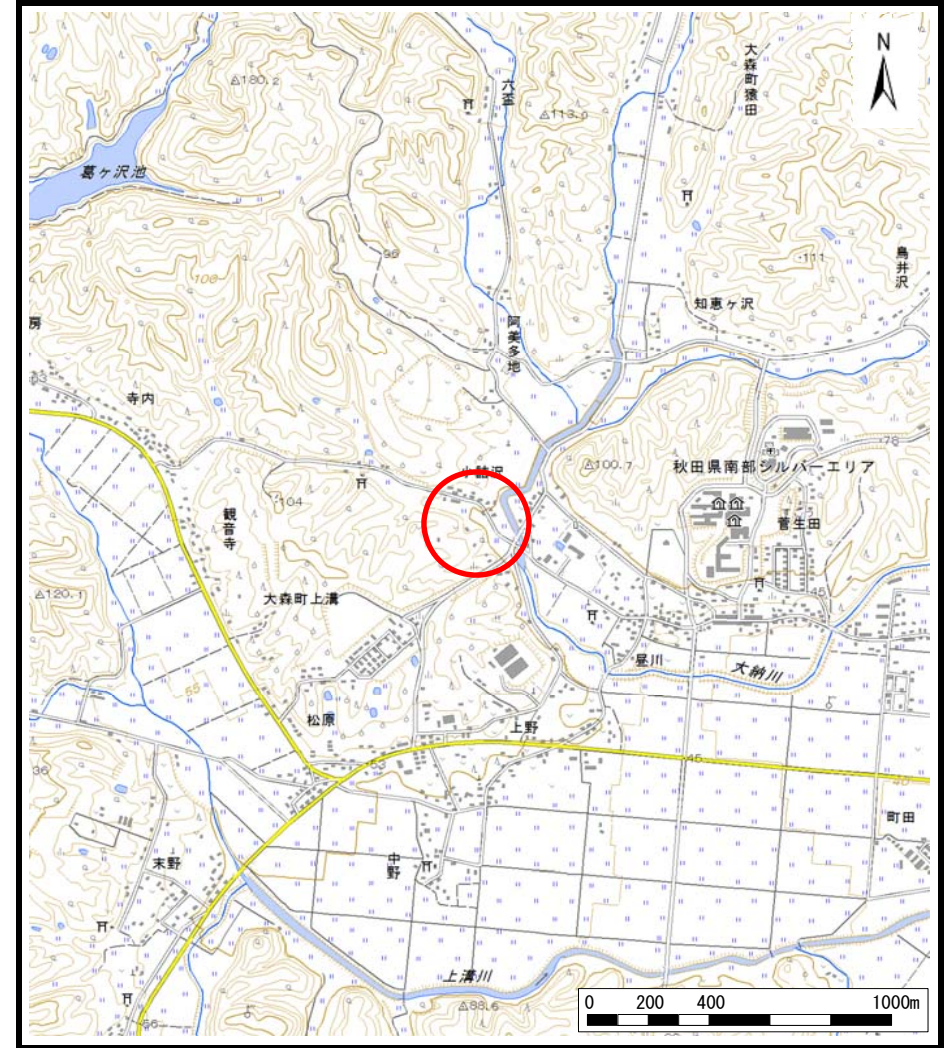 N
180.2
六盃
大森町猿田
113.0
葛ヶ沢池
鳥井沢
111
100
95
知恵ヶ沢
房
阿美多地
寺内
78
100.7
秋田県南部シルバーエリア
104
観音寺
菅生田
120.1
大森町上溝
45
昼川
大納川
65
松原
上野
53
45
36
町田
末野
中野
上溝川
88.6
66
0 200 400 1000m